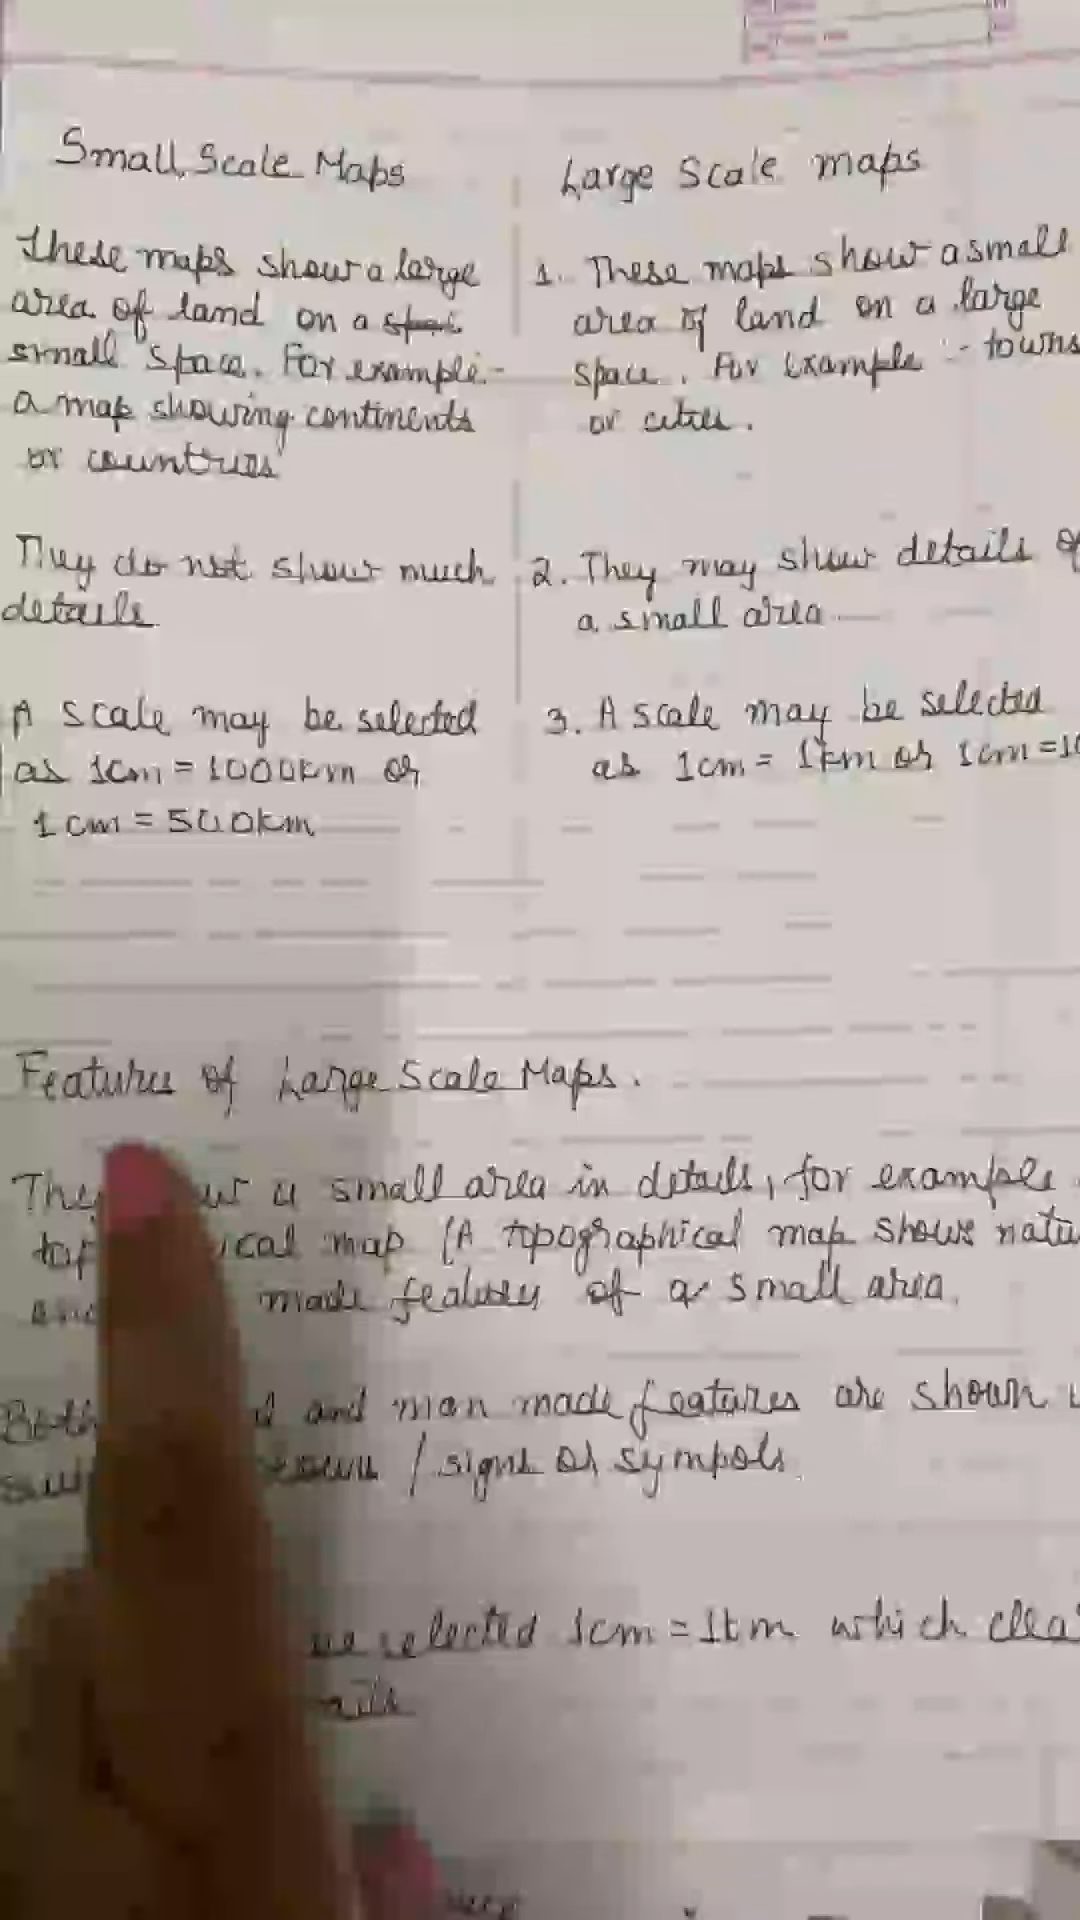 Small Scale Maps
These maps show a large
area of land on a
small space. For example:-
a map showing continents
or countries
They do not show much
details.
A scale may be selected
as 1cm = 1000km or
1 cm = 500km
Large Scale maps
1. These maps show a small
area of land on a large
space. For example :- towns
or cities.
2. They may show details of
a small area
3. A scale may be selected
as 1cm = 1km or 1cm =
Features of Large Scale Maps.
a small area in details, for example
map (A topographical map shows
made features of a small area.
and man made features are shown
/ signs or symbols.
selected 1cm = 1km which